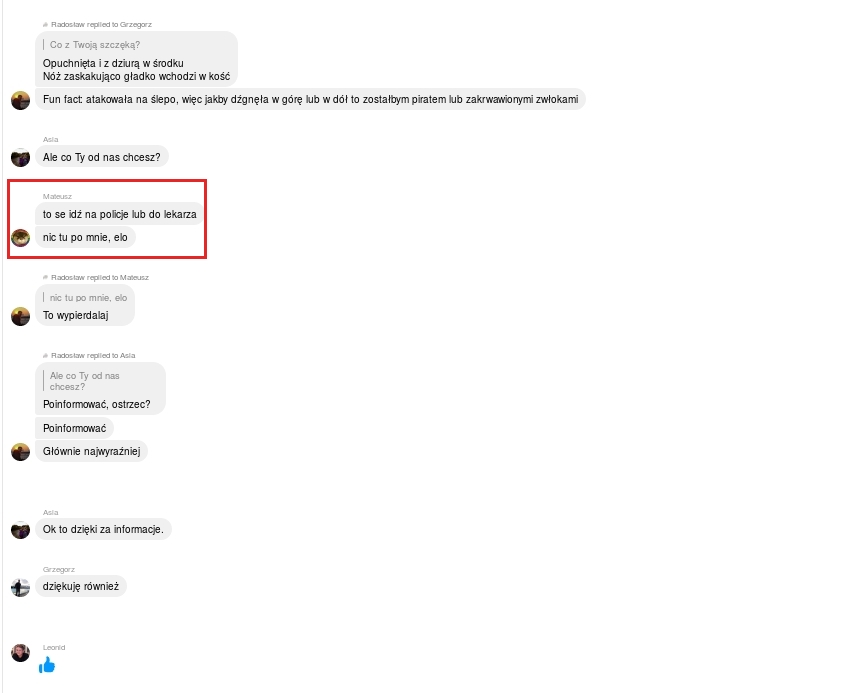 Radosław replied to Grzegorz
Co z Twoją szczęką?
Opuchnięta i z dziurą w środku
Nóż zaskakująco gładko wchodzi w kość
Fun fact: atakowała na ślepo, więc jakby dźgnęła w górę lub w dół to zostałbym piratem lub zakrwawionymi zwłokami
Asia
Ale co Ty od nas chcesz?
Mateusz
to se idź na policje lub do lekarza
nic tu po mnie, elo
Radosław replied to Mateusz
nic tu po mnie, elo
To wypierdalaj
Radosław replied to Asia
Ale co Ty od nas
chcesz?
Poinformować, ostrzec?
Poinformować
Głównie najwyraźniej
Asia
Ok to dzięki za informacje.
Grzegorz
dziękuję również
Leonid